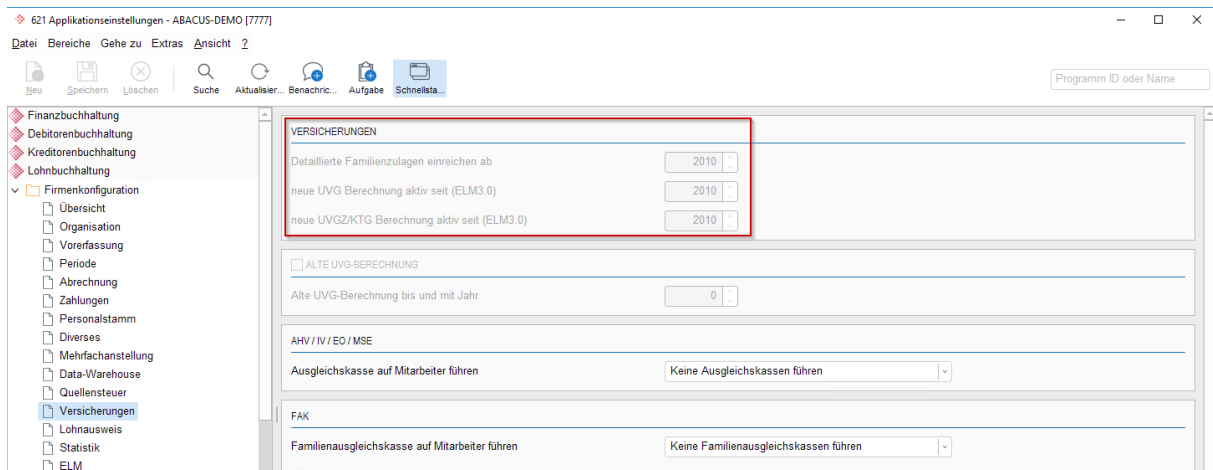 621 Applikationseinstellungen - ABACUS-DEMO [7777]
Datei Bereiche Gehe zu Extras Ansicht ?
Neu Speichern Löschen Suche Aktualisier... Benachric... Aufgabe Schnellsta...
Programm ID oder Name
Finanzbuchhaltung
Debitorenbuchhaltung
Kreditorenbuchhaltung
Lohnbuchhaltung
Firmenkonfiguration
Übersicht
Organisation
Vorerfassung
Periode
Abrechnung
Zahlungen
Personalstamm
Diverses
Mehrfachanstellung
Data-Warehouse
Quellensteuer
Versicherungen
Lohnausweis
Statistik
ELM
VERSICHERUNGEN
Detaillierte Familienzulagen einreichen ab 2010
neue UVG Berechnung aktiv seit (ELM3.0) 2010
neue UVGZ/KTG Berechnung aktiv seit (ELM3.0) 2010
ALTE UVG-BERECHNUNG
Alte UVG-Berechnung bis und mit Jahr 0
AHV / IV / EO / MSE
Ausgleichskasse auf Mitarbeiter führen Keine Ausgleichskassen führen
FAK
Familienausgleichskasse auf Mitarbeiter führen Keine Familienausgleichskassen führen